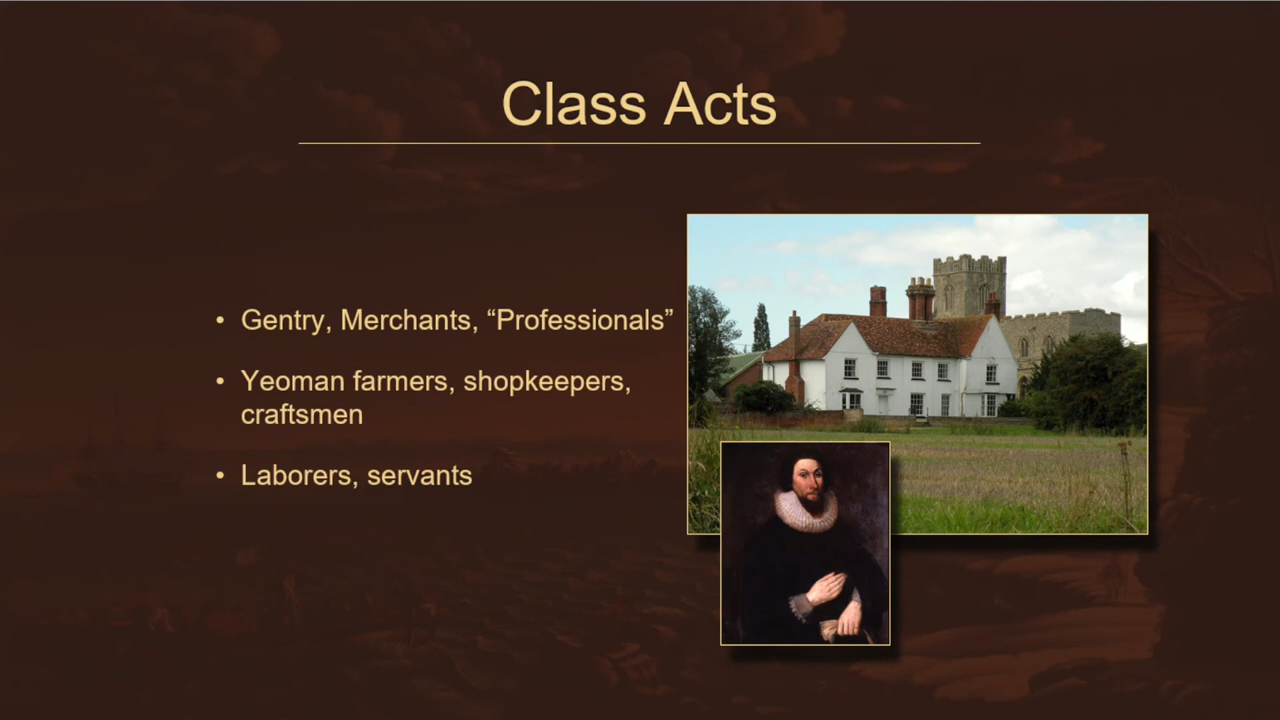 Class Acts
• Gentry, Merchants, “Professionals”
• Yeoman farmers, shopkeepers,
craftsmen
• Laborers, servants